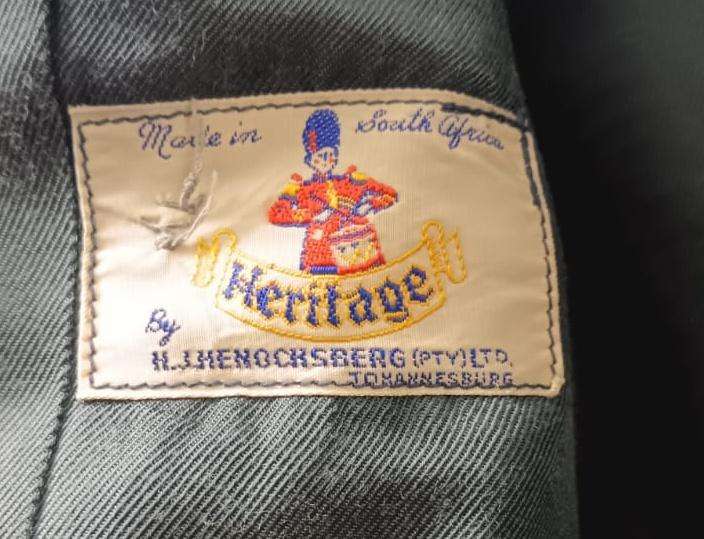 Made in South Africa
Heritage
By
H.J.HENOCHSBERG (PTY) LTD.
JOHANNESBURG